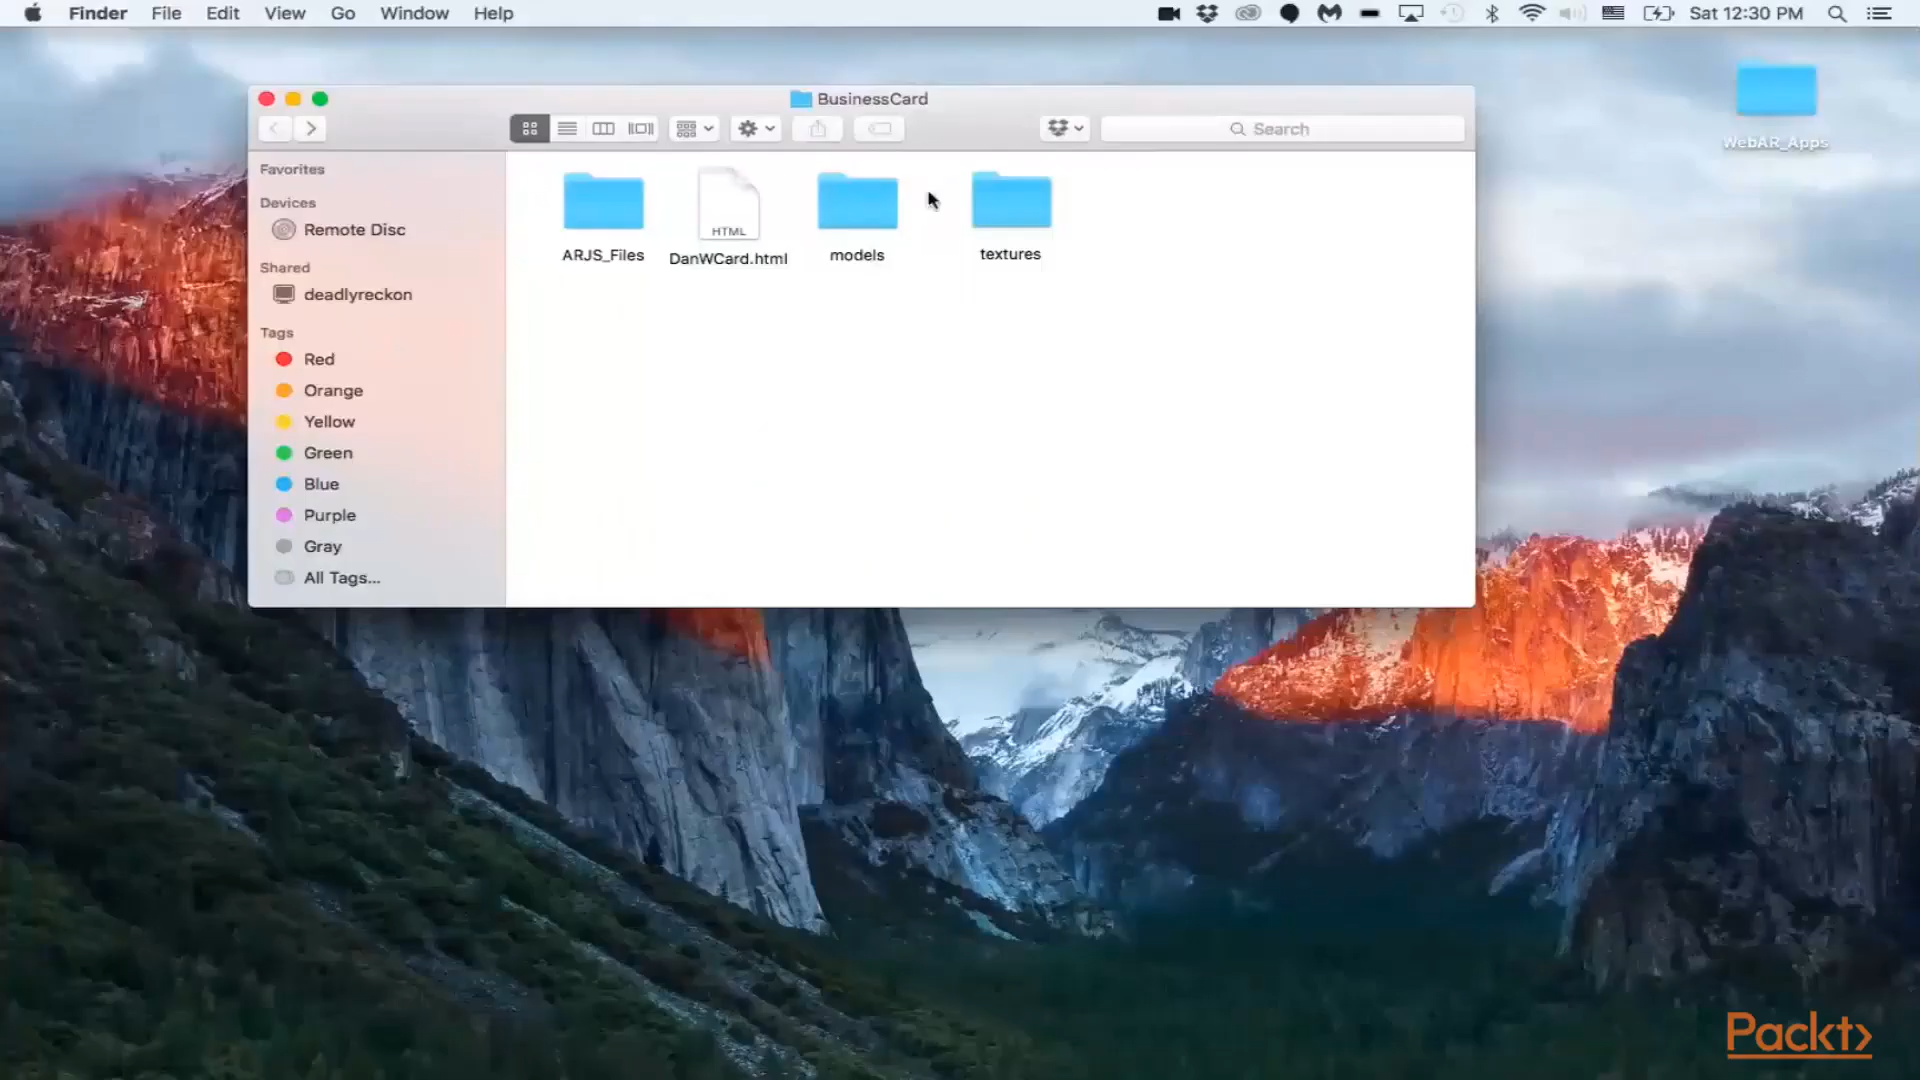 Finder File Edit View Go Window Help Sat 12:30 PM
BusinessCard
Search
WebAR_Apps
Favorites
Devices
Remote Disc
Shared
deadlyreckon
Tags
Red
Orange
Yellow
Green
Blue
Purple
Gray
All Tags...
HTML
ARJS_Files DanWCard.html models textures
Packt>